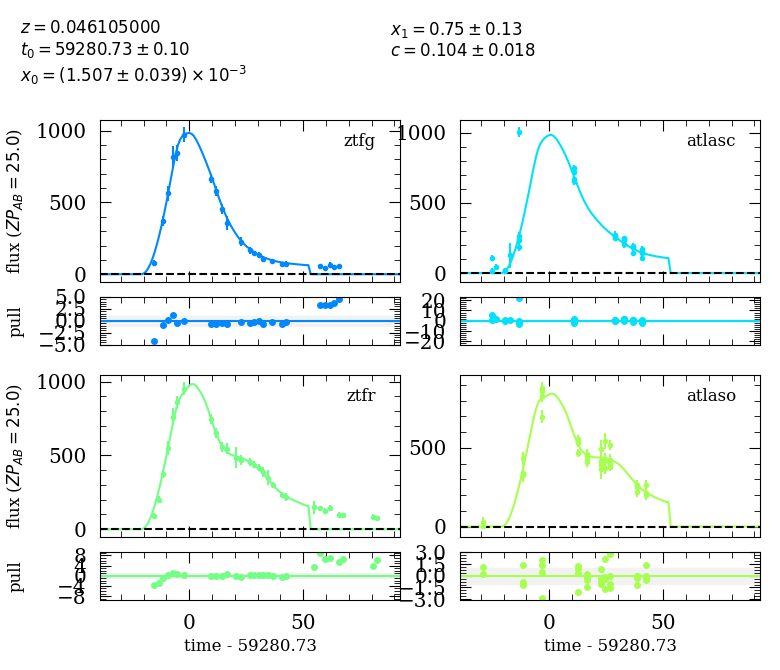 z = 0.046105000
t₀ = 59280.73 ± 0.10
x₀ = (1.507 ± 0.039) × 10⁻³
x₁ = 0.75 ± 0.13
c = 0.104 ± 0.018
flux (ZP_AB = 25.0)
1000
500
0
ztfg
1000
500
0
atlasc
pull
5.0
2.5
0.0
−2.5
−5.0
20
10
0
−10
−20
flux (ZP_AB = 25.0)
1000
500
0
ztfr
500
0
atlaso
pull
8
4
0
−4
−8
3.0
1.5
0.0
−1.5
−3.0
0 50
time - 59280.73
0 50
time - 59280.73